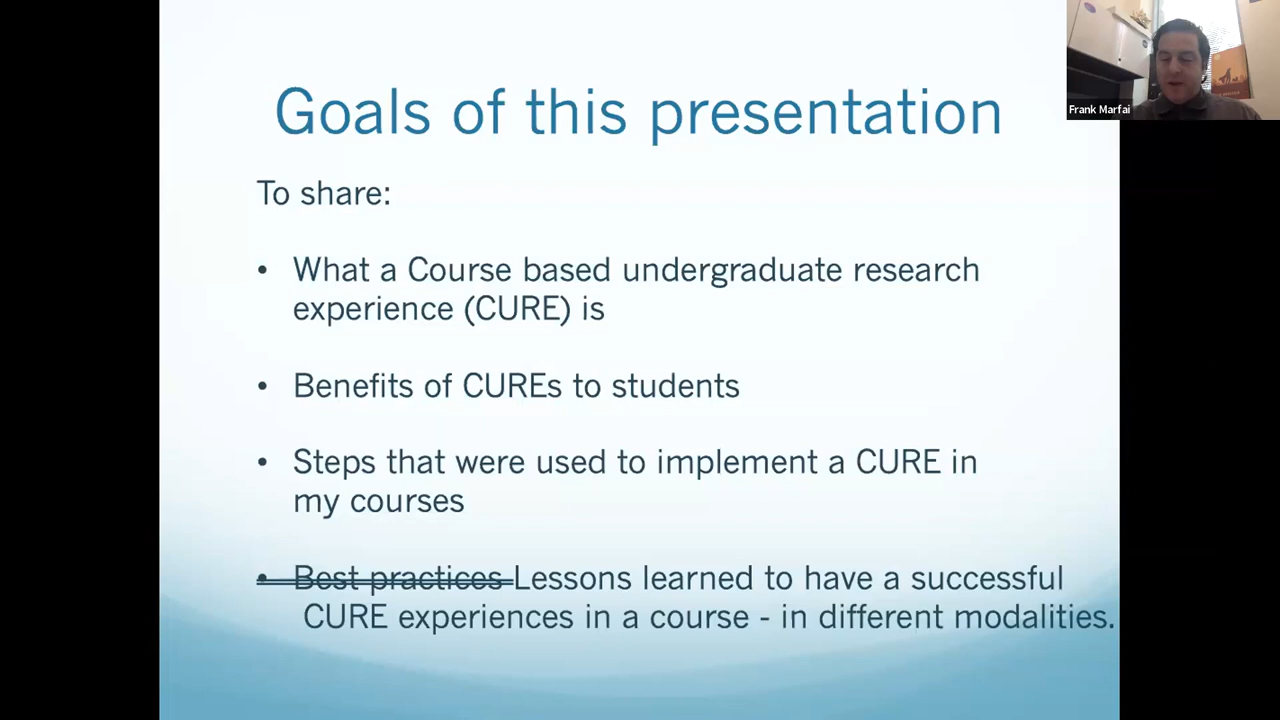 Goals of this presentation
Frank Marfai
To share:
• What a Course based undergraduate research
experience (CURE) is
• Benefits of CUREs to students
• Steps that were used to implement a CURE in
my courses
• Best practices Lessons learned to have a successful
CURE experiences in a course - in different modalities.